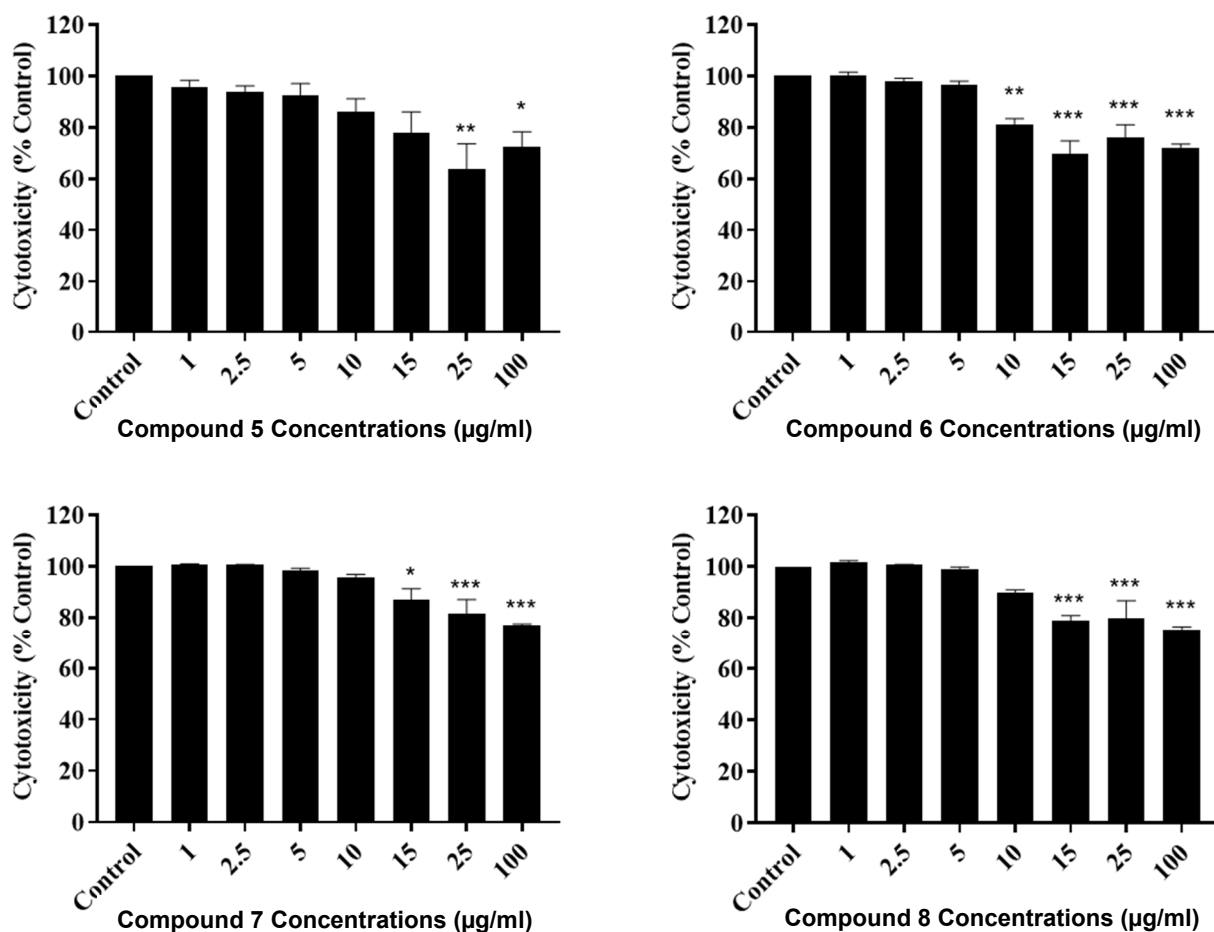 120
100
80
60
40
20
0
Cytotoxicity (% Control)
** *
Control 1 2.5 5 10 15 25 100
Compound 5 Concentrations (µg/ml)
120
100
80
60
40
20
0
Cytotoxicity (% Control)
** *** *** ***
Control 1 2.5 5 10 15 25 100
Compound 6 Concentrations (µg/ml)
120
100
80
60
40
20
0
Cytotoxicity (% Control)
* *** ***
Control 1 2.5 5 10 15 25 100
Compound 7 Concentrations (µg/ml)
120
100
80
60
40
20
0
Cytotoxicity (% Control)
*** *** ***
Control 1 2.5 5 10 15 25 100
Compound 8 Concentrations (µg/ml)